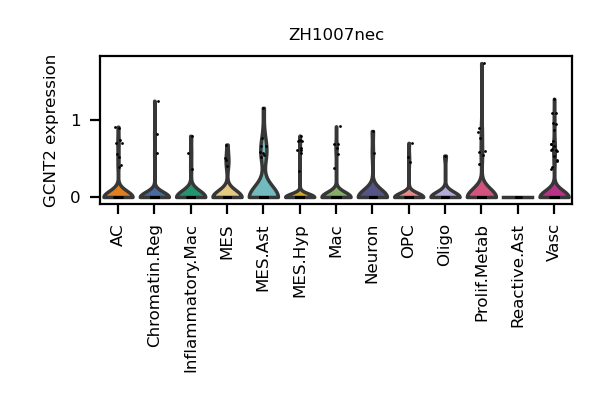 ZH1007nec
GCNT2 expression
1
0
AC
Chromatin.Reg
Inflammatory.Mac
MES
MES.Ast
MES.Hyp
Mac
Neuron
OPC
Oligo
Prolif.Metab
Reactive.Ast
Vasc